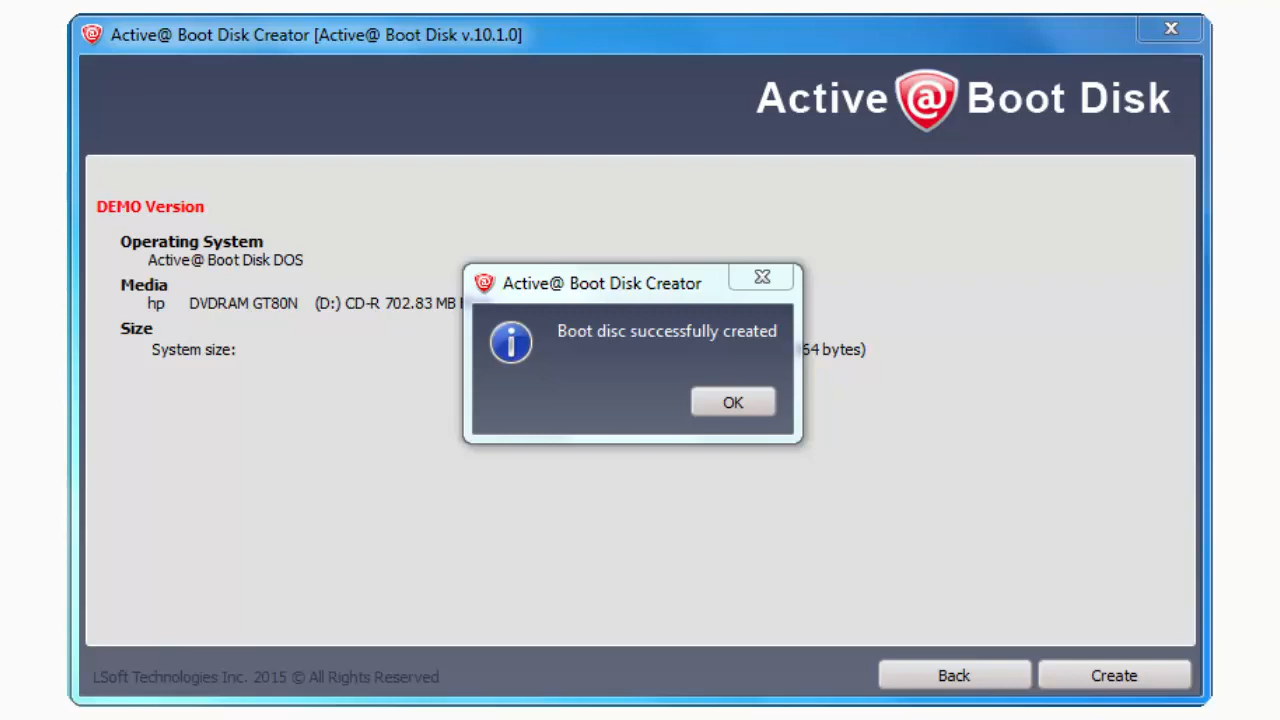 Active@ Boot Disk Creator [Active@ Boot Disk v.10.1.0]
Active @ Boot Disk
DEMO Version
Operating System
Active@ Boot Disk DOS
Media
hp DVDRAM GT80N (D:) CD-R 702.83 MB
Size
System size: 64 bytes)
Active@ Boot Disk Creator
Boot disc successfully created
OK
LSoft Technologies Inc. 2015 © All Rights Reserved
Back Create